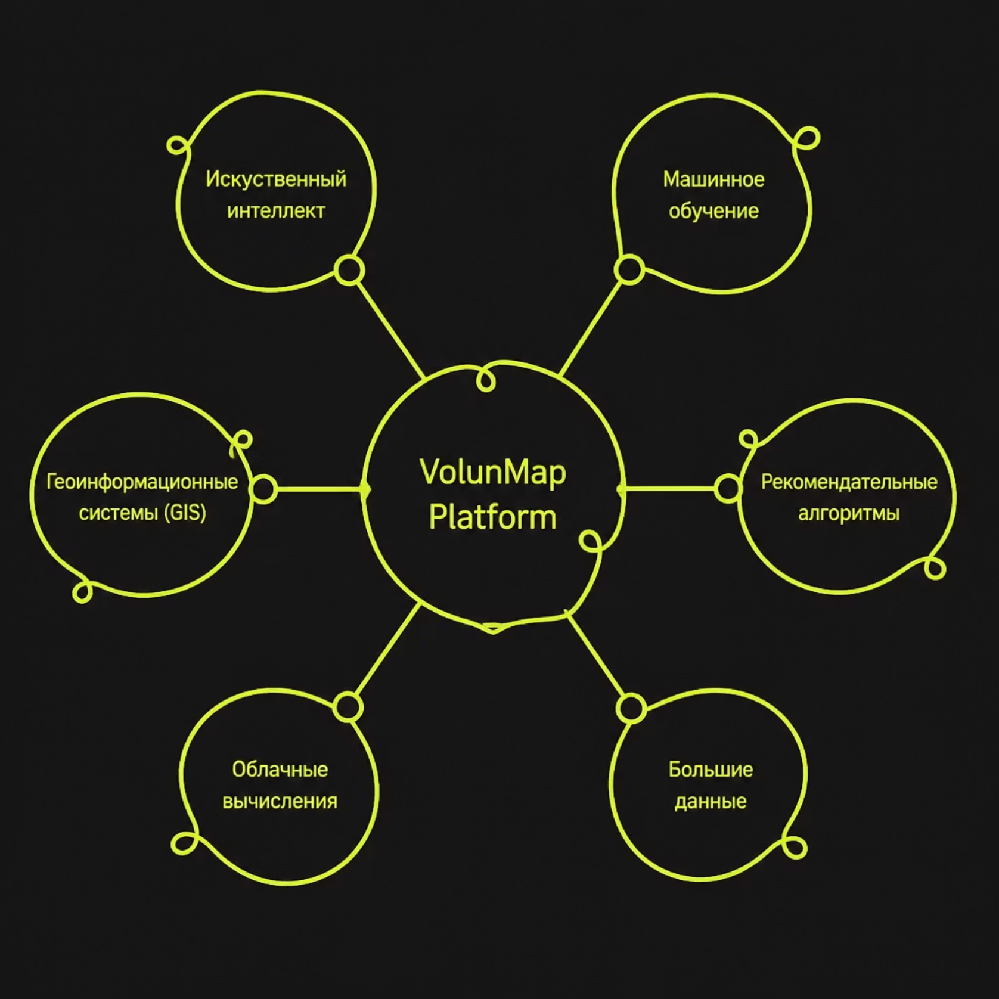 Искуственный
интеллект
Машинное
обучение
Геоинформационные
системы (GIS)
VolunMap
Platform
Рекомендательные
алгоритмы
Облачные
вычисления
Большие
данные